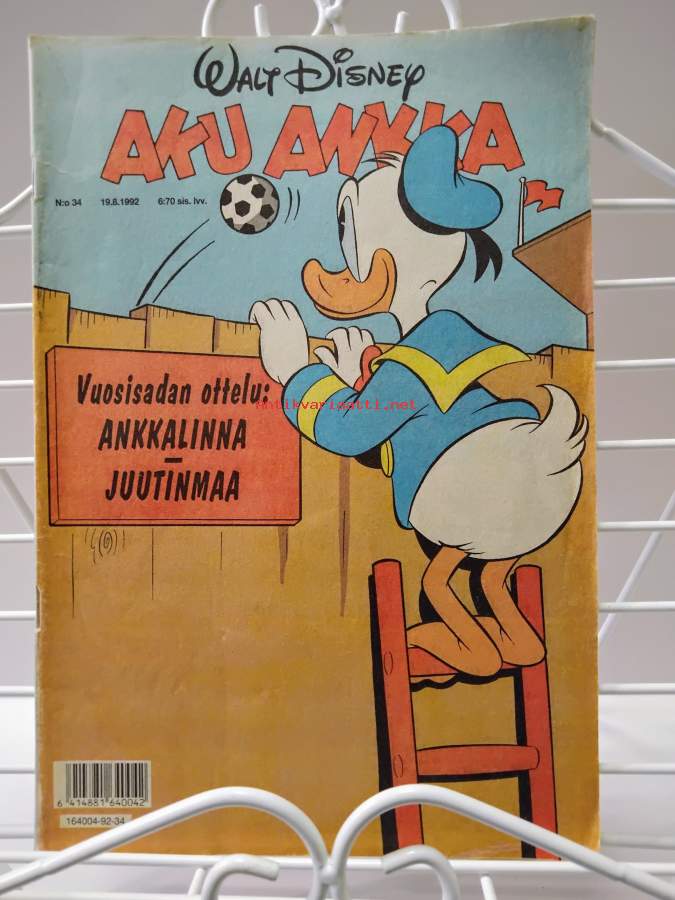 WALT DISNEY
AKU ANKKA
N:o 34 19.8.1992 6:70 sis. lvv.
Vuosisadan ottelu:
ANKKALINNA
–
JUUTINMAA
antikvariaatti.net
6 414881 640042
164004-92-34